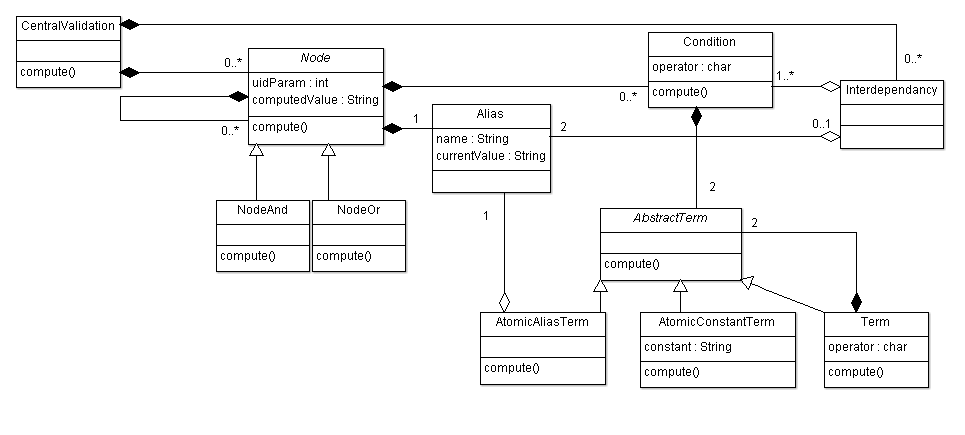 CentralValidation
compute()
0..*
0..*
Node
uidParam : int
computedValue : String
compute()
0..*
Condition
operator : char
compute()
0..*
1..*
0..*
Interdependancy
1
Alias
name : String
currentValue : String
2
0..1
NodeAnd
compute()
NodeOr
compute()
1
2
AbstractTerm
compute()
2
AtomicAliasTerm
compute()
AtomicConstantTerm
constant : String
compute()
Term
operator : char
compute()